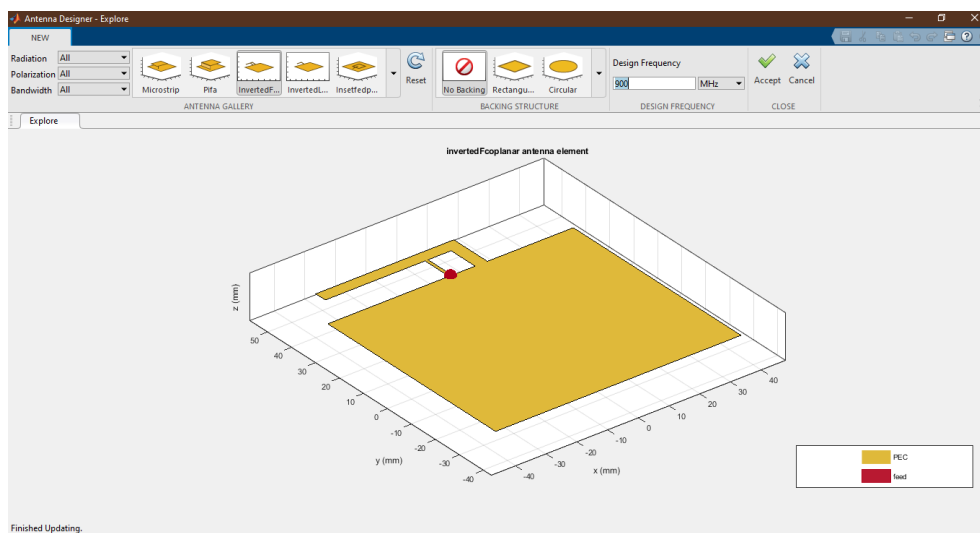 Antenna Designer - Explore
NEW
Radiation All
Polarization All
Bandwidth All
Microstrip Pifa InvertedF... InvertedL... Insetfedp...
Reset
No Backing Rectangu... Circular
Design Frequency
900 MHz
Accept Cancel
ANTENNA GALLERY BACKING STRUCTURE DESIGN FREQUENCY CLOSE
Explore
invertedFcoplanar antenna element
z (mm)
50
40
30
20
10
0
-10
-20
-30
-40
y (mm)
-40
-30
-20
-10
0
10
20
30
40
x (mm)
PEC
feed
Finished Updating.